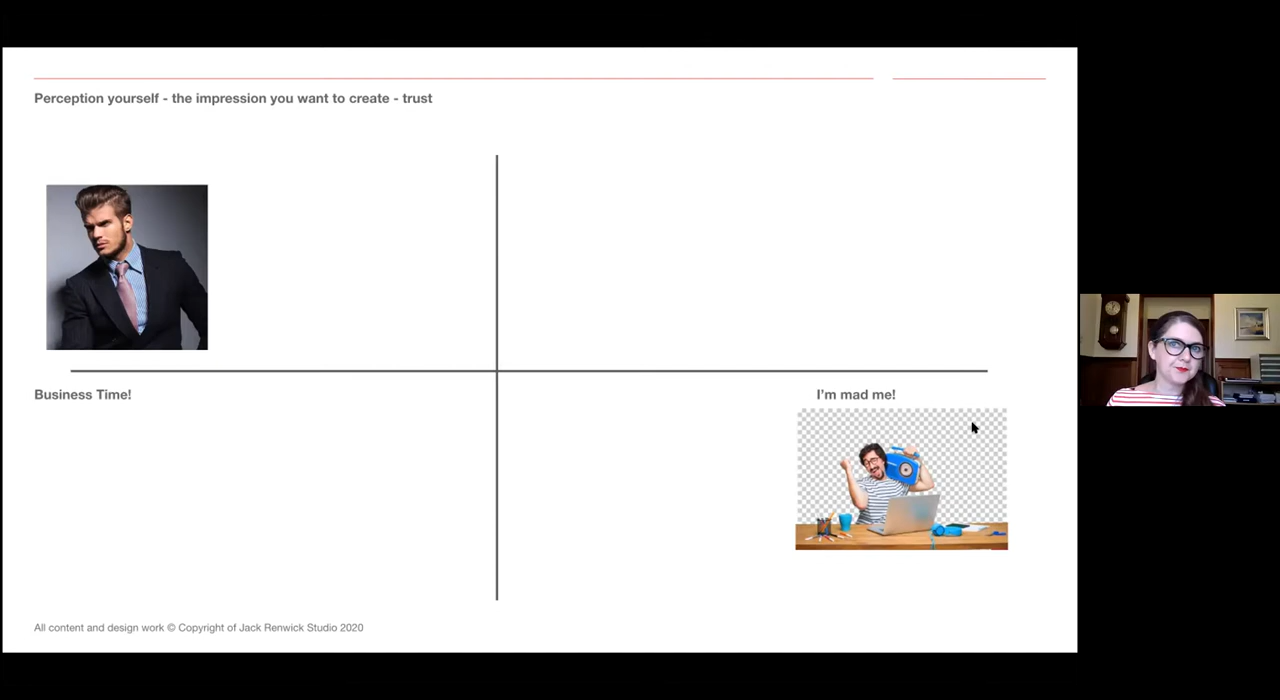 Perception yourself - the impression you want to create - trust
Business Time!
I'm mad me!
All content and design work © Copyright of Jack Renwick Studio 2020